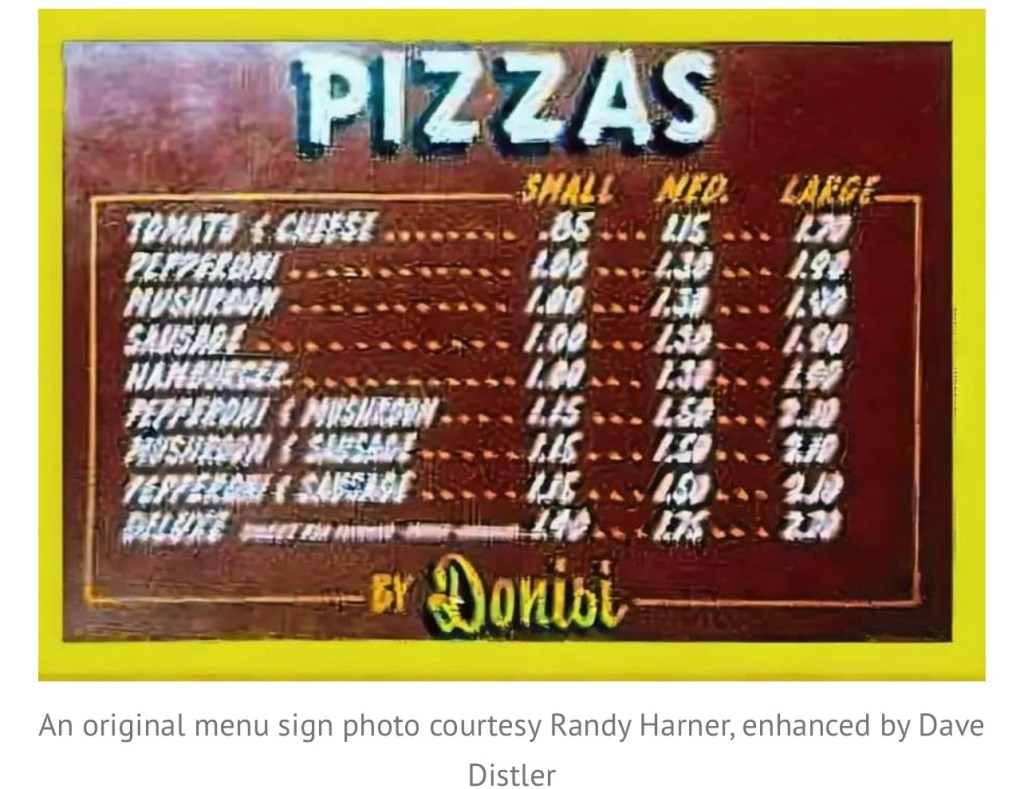 PIZZAS
SMALL MED. LARGE
TOMATO & CHEESE .85 1.15
PEPPERONI 1.00 1.30 1.90
MUSHROOM 1.00 1.30 1.90
SAUSAGE 1.00 1.30 1.90
HAMBURGER 1.00 1.30 1.90
PEPPERONI & MUSHROOM 1.15 1.50
MUSHROOM & SAUSAGE 1.15 1.50 2.10
PEPPERONI & SAUSAGE 1.15 1.50 2.10
DELUXE 1.75
BY Donisi
An original menu sign photo courtesy Randy Harner, enhanced by Dave
Distler